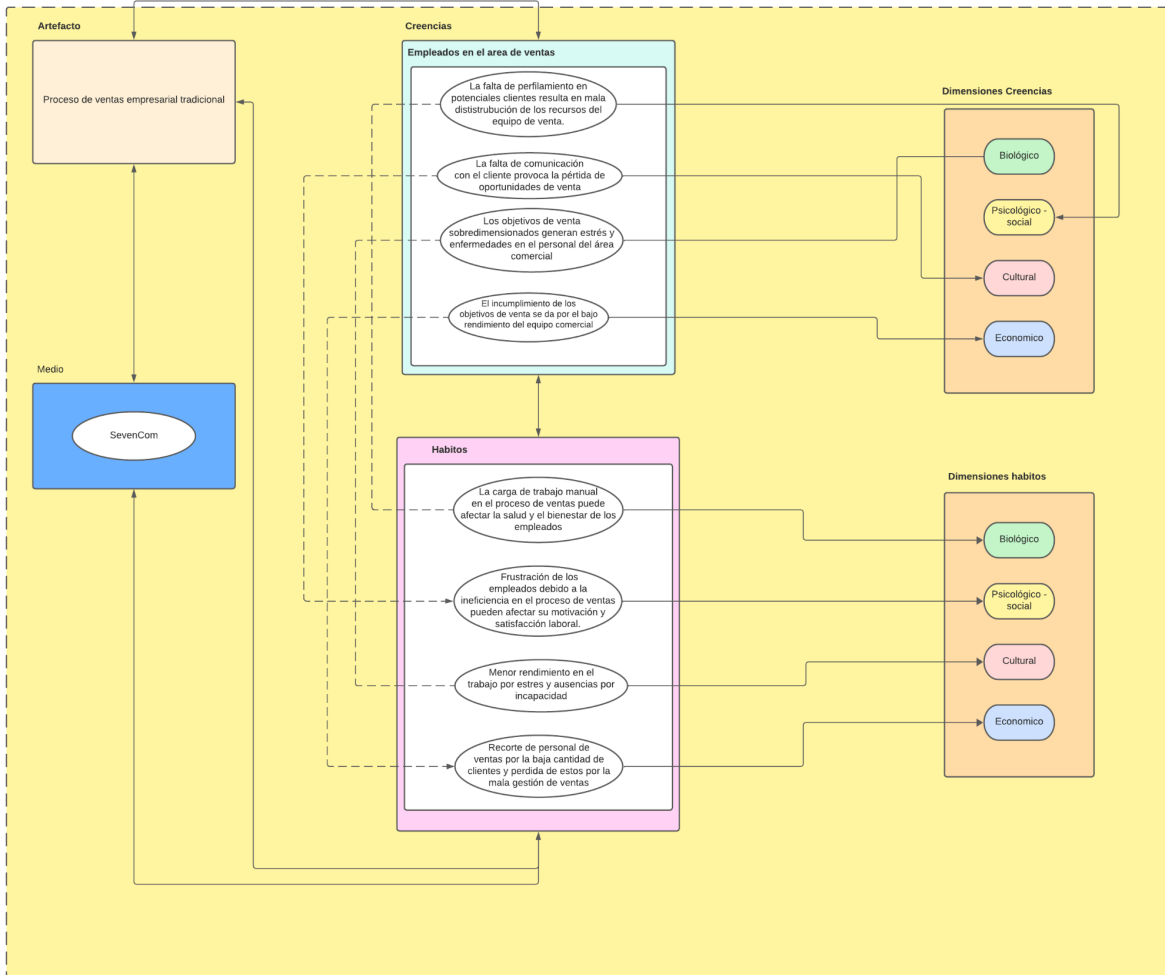 Artefacto
Proceso de ventas empresarial tradicional
Medio
SevenCom
Creencias
Empleados en el area de ventas
La falta de perfilamiento en
potenciales clientes resulta en mala
dististrubución de los recursos del
equipo de venta.
La falta de comunicación
con el cliente provoca la pérdida de
oportunidades de venta
Los objetivos de venta
sobredimensionados generan estrés y
enfermedades en el personal del área
comercial
El incumplimiento de los
objetivos de venta se da por el bajo
rendimiento del equipo comercial
Dimensiones Creencias
Biológico
Psicológico -
social
Cultural
Economico
Habitos
La carga de trabajo manual
en el proceso de ventas puede
afectar la salud y el bienestar de los
empleados
Frustración de los
empleados debido a la
ineficiencia en el proceso de ventas
pueden afectar su motivación y
satisfacción laboral.
Menor rendimiento en el
trabajo por estres y ausencias por
incapacidad
Recorte de personal de
ventas por la baja cantidad de
clientes y perdida de estos por la
mala gestión de ventas
Dimensiones habitos
Biológico
Psicológico -
social
Cultural
Economico